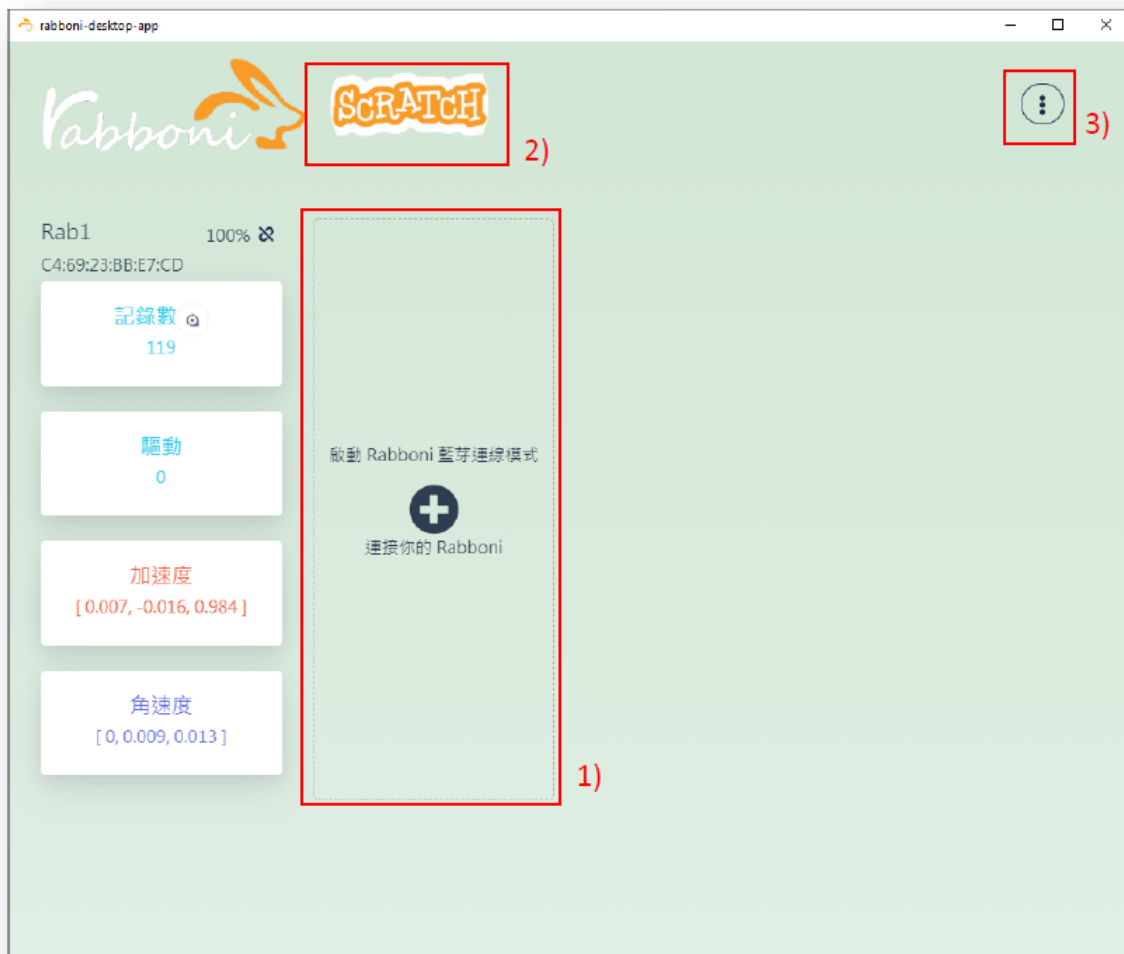 rabboni-desktop-app
rabboni
SCRATCH
2)
3)
Rab1
100%
C4:69:23:BB:E7:CD
記錄數
119
驅動
0
加速度
[ 0.007, -0.016, 0.984 ]
角速度
[ 0, 0.009, 0.013 ]
啟動 Rabboni 藍芽連線模式
連接你的 Rabboni
1)